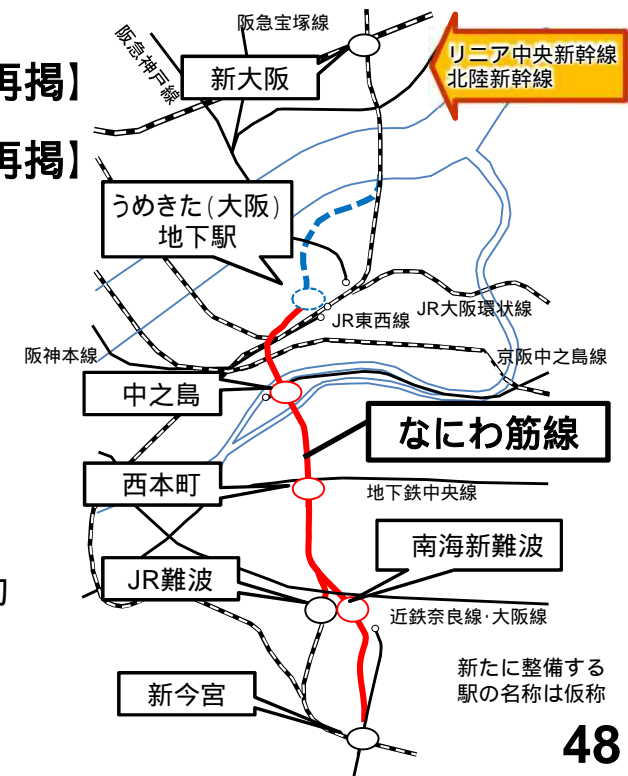 阪急宝塚線
阪急神戸線
リニア中央新幹線
北陸新幹線
再掲】
新大阪
再掲】
うめきた(大阪)
地下駅
JR大阪環状線
JR東西線
阪神本線
京阪中之島線
中之島
なにわ筋線
西本町
地下鉄中央線
南海新難波
JR難波
近鉄奈良線・大阪線
新今宮
新たに整備する
駅の名称は仮称
48